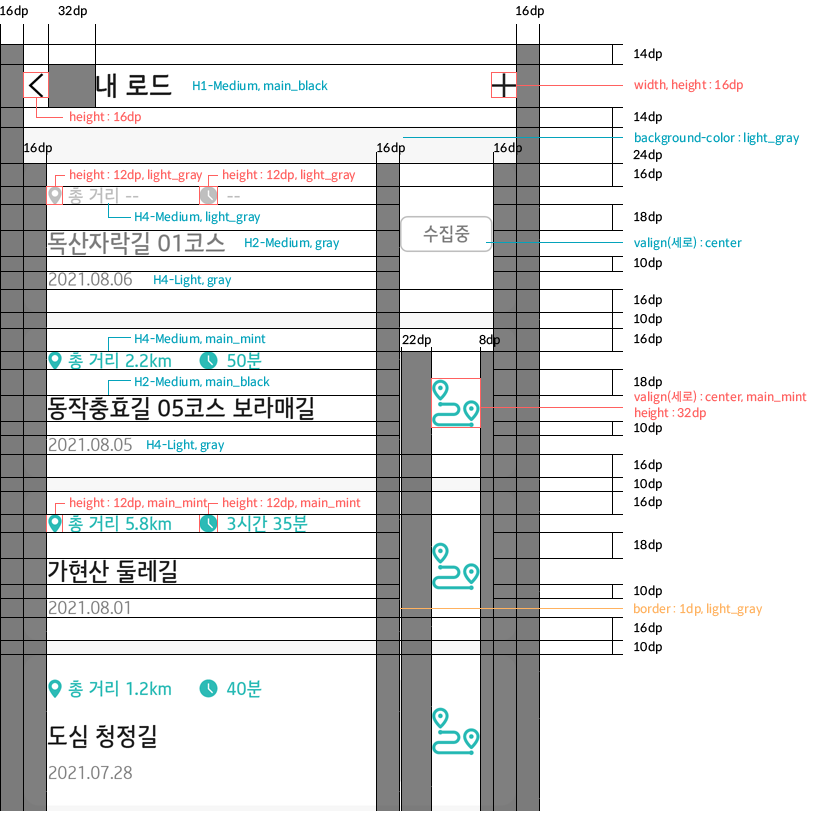 16dp 32dp 16dp
14dp
내 로드 H1-Medium, main_black
width, height : 16dp
height : 16dp
14dp
background-color : light_gray
16dp 16dp 16dp
24dp
height : 12dp, light_gray height : 12dp, light_gray
16dp
총 거리 -- --
H4-Medium, light_gray
18dp
수집중
독산자락길 01코스 H2-Medium, gray
valign(세로) : center
10dp
2021.08.06 H4-Light, gray
16dp
10dp
H4-Medium, main_mint
22dp 8dp
16dp
총 거리 2.2km 50분
H2-Medium, main_black
18dp
valign(세로) : center, main_mint
동작충효길 05코스 보라매길
height : 32dp
10dp
2021.08.05 H4-Light, gray
16dp
10dp
height : 12dp, main_mint height : 12dp, main_mint
16dp
총 거리 5.8km 3시간 35분
18dp
가현산 둘레길
10dp
2021.08.01
border : 1dp, light_gray
16dp
10dp
총 거리 1.2km 40분
도심 청정길
2021.07.28